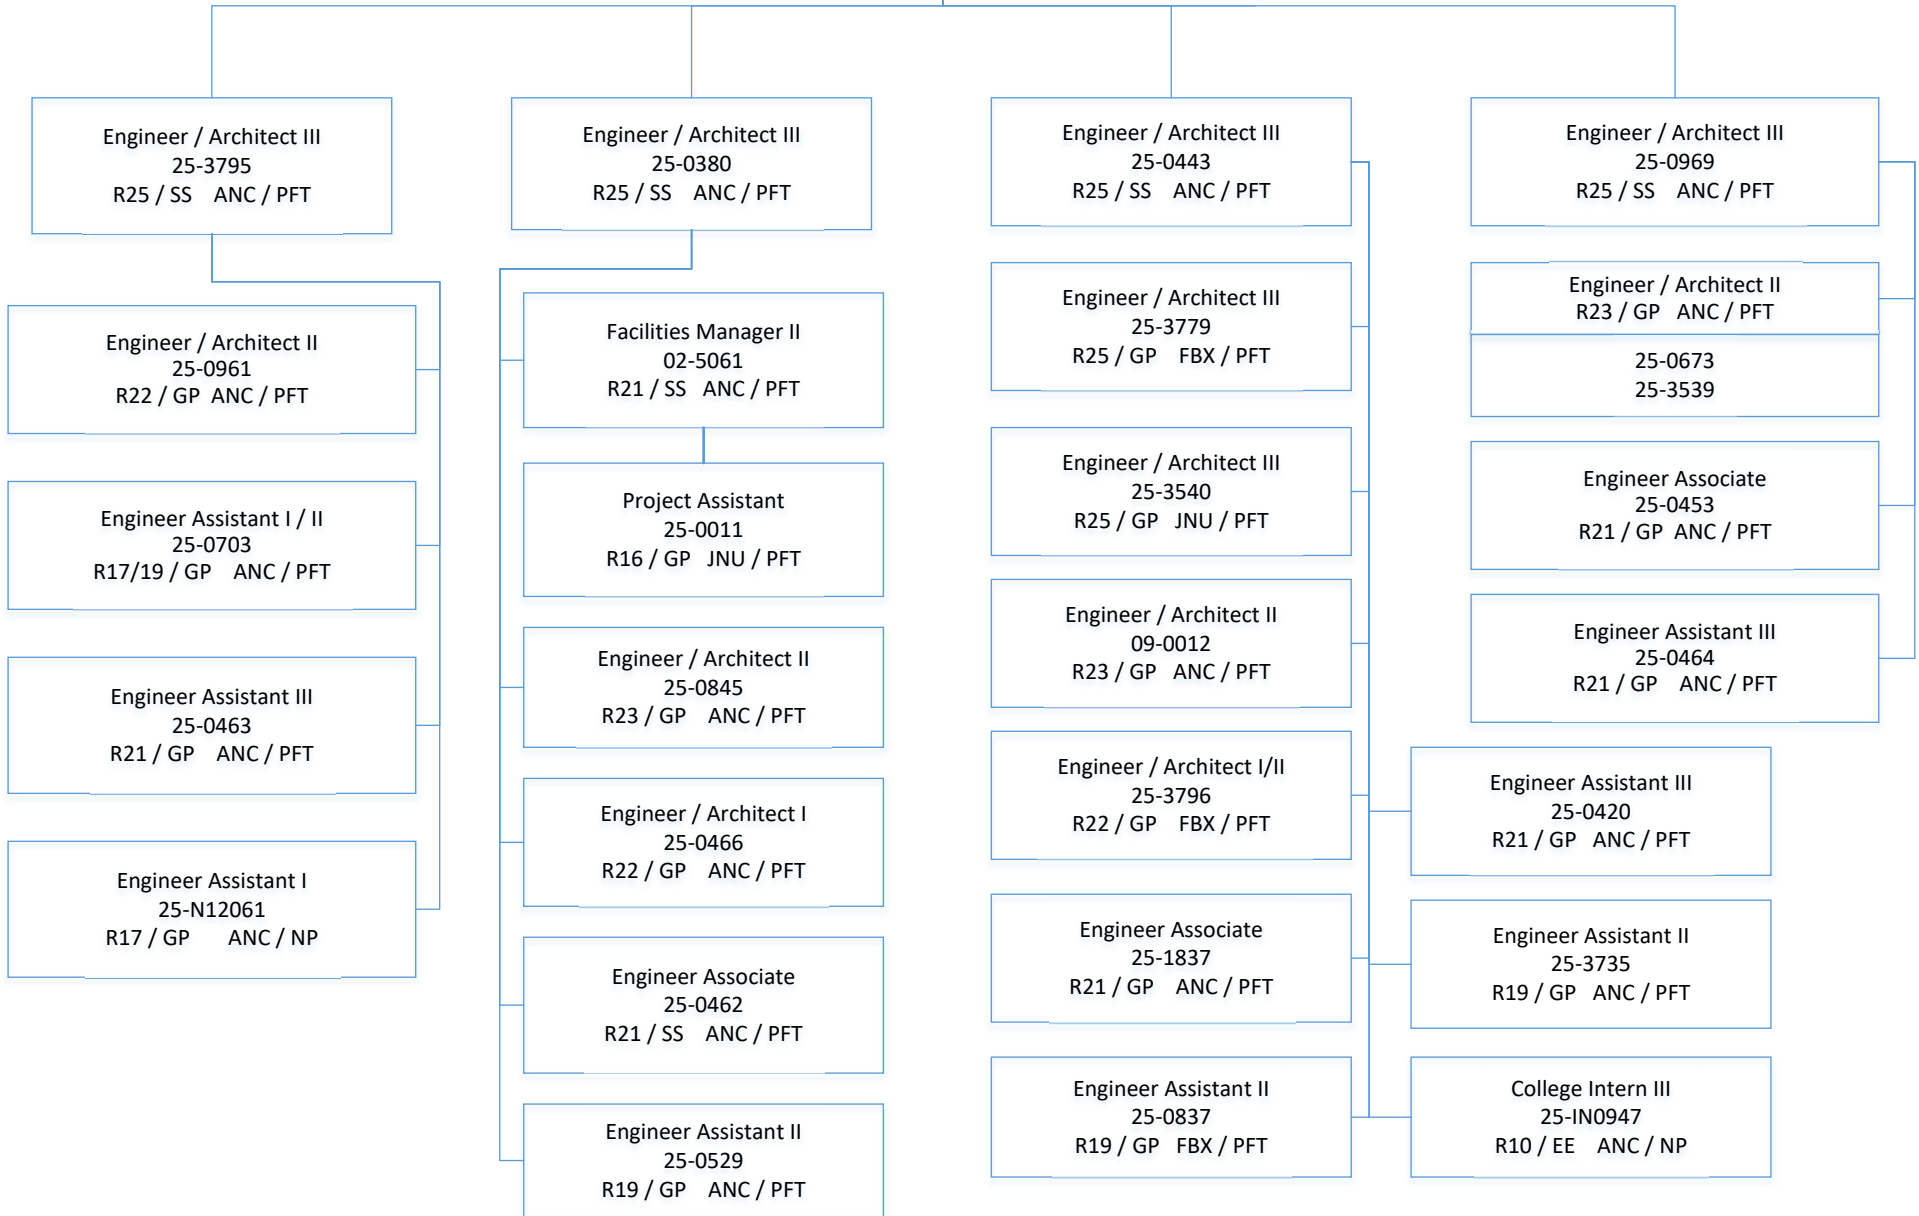 Engineer / Architect III
25-3795
R25 / SS ANC / PFT
Engineer / Architect II
25-0961
R22 / GP ANC / PFT
Engineer Assistant I / II
25-0703
R17/19 / GP ANC / PFT
Engineer Assistant III
25-0463
R21 / GP ANC / PFT
Engineer Assistant I
25-N12061
R17 / GP ANC / NP
Engineer / Architect III
25-0380
R25 / SS ANC / PFT
Facilities Manager II
02-5061
R21 / SS ANC / PFT
Project Assistant
25-0011
R16 / GP JNU / PFT
Engineer / Architect II
25-0845
R23 / GP ANC / PFT
Engineer / Architect I
25-0466
R22 / GP ANC / PFT
Engineer Associate
25-0462
R21 / SS ANC / PFT
Engineer Assistant II
25-0529
R19 / GP ANC / PFT
Engineer / Architect III
25-0443
R25 / SS ANC / PFT
Engineer / Architect III
25-3779
R25 / GP FBX / PFT
Engineer / Architect III
25-3540
R25 / GP JNU / PFT
Engineer / Architect II
09-0012
R23 / GP ANC / PFT
Engineer / Architect I/II
25-3796
R22 / GP FBX / PFT
Engineer Associate
25-1837
R21 / GP ANC / PFT
Engineer Assistant II
25-0837
R19 / GP FBX / PFT
Engineer Assistant III
25-0420
R21 / GP ANC / PFT
Engineer Assistant II
25-3735
R19 / GP ANC / PFT
College Intern III
25-IN0947
R10 / EE ANC / NP
Engineer / Architect III
25-0969
R25 / SS ANC / PFT
Engineer / Architect II
R23 / GP ANC / PFT
25-0673
25-3539
Engineer Associate
25-0453
R21 / GP ANC / PFT
Engineer Assistant III
25-0464
R21 / GP ANC / PFT